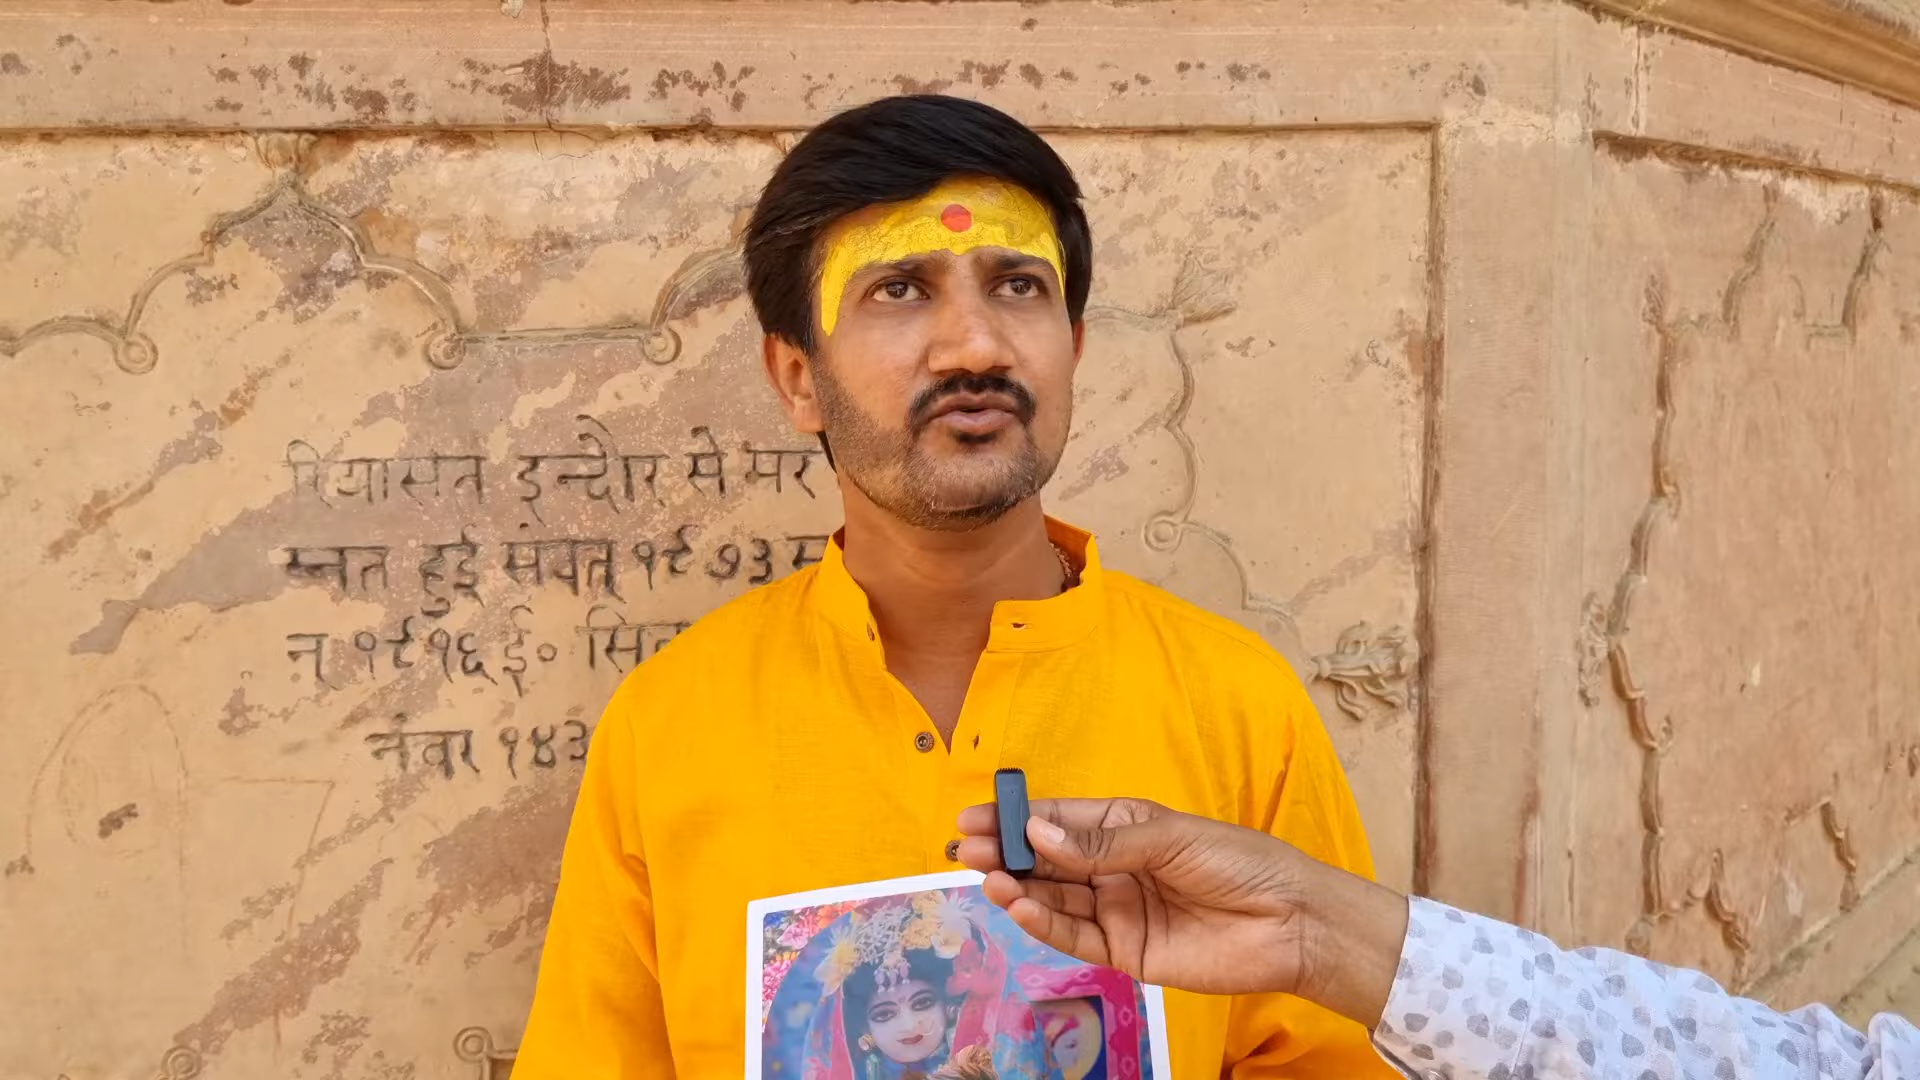 रियासत इन्दौर से मर
म्मत हुई संवत् १९७३ स
न् १९१६ ई०
नंबर १४३